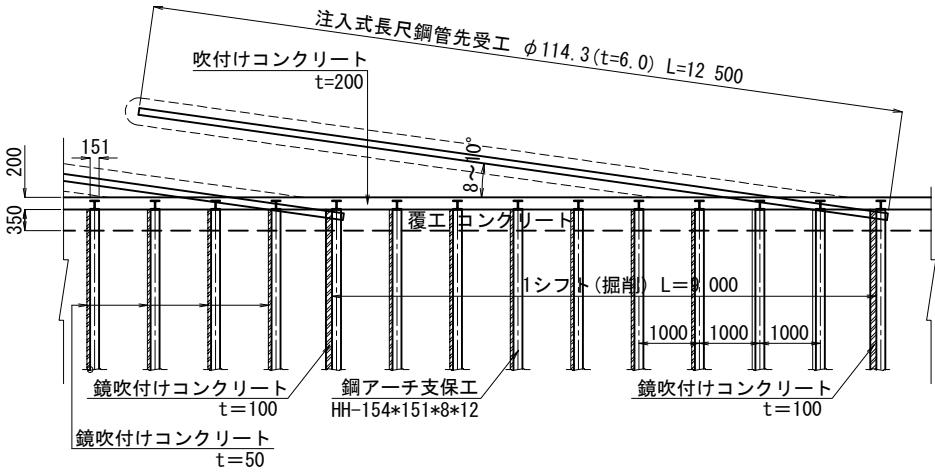 注入式長尺鋼管先受工 φ114.3(t=6.0) L=12 500
吹付けコンクリート
t=200
151
200
8～10°
350
覆工コンクリート
1シフト(掘削) L=9 000
1000
1000
1000
鏡吹付けコンクリート
t＝100
鋼アーチ支保工
HH-154*151*8*12
鏡吹付けコンクリート
t＝100
鏡吹付けコンクリート
t＝50